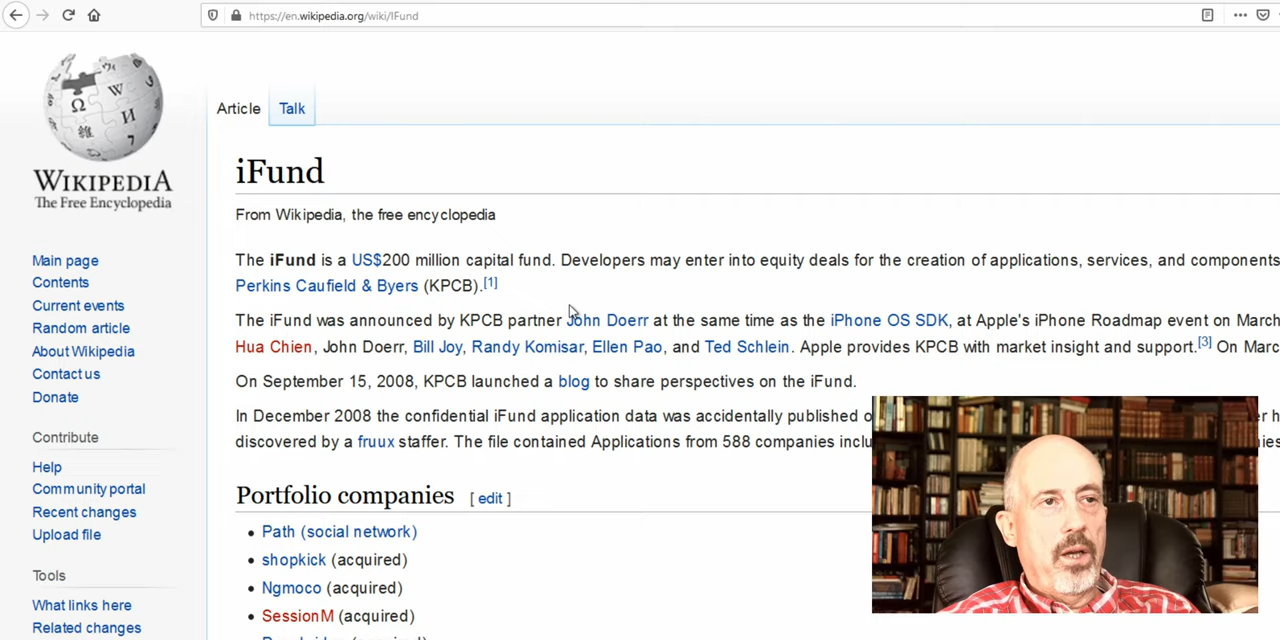 https://en.wikipedia.org/wiki/IFund
Article Talk
iFund
From Wikipedia, the free encyclopedia
The iFund is a US$200 million capital fund. Developers may enter into equity deals for the creation of applications, services, and components
Perkins Caufield & Byers (KPCB).[1]
The iFund was announced by KPCB partner John Doerr at the same time as the iPhone OS SDK, at Apple's iPhone Roadmap event on March
Hua Chien, John Doerr, Bill Joy, Randy Komisar, Ellen Pao, and Ted Schlein. Apple provides KPCB with market insight and support.[3] On Marc
On September 15, 2008, KPCB launched a blog to share perspectives on the iFund.
In December 2008 the confidential iFund application data was accidentally published o
discovered by a fruux staffer. The file contained Applications from 588 companies inclu
Portfolio companies [ edit ]
Path (social network)
shopkick (acquired)
Ngmoco (acquired)
SessionM (acquired)
WIKIPEDIA
The Free Encyclopedia
Main page
Contents
Current events
Random article
About Wikipedia
Contact us
Donate
Contribute
Help
Community portal
Recent changes
Upload file
Tools
What links here
Related changes